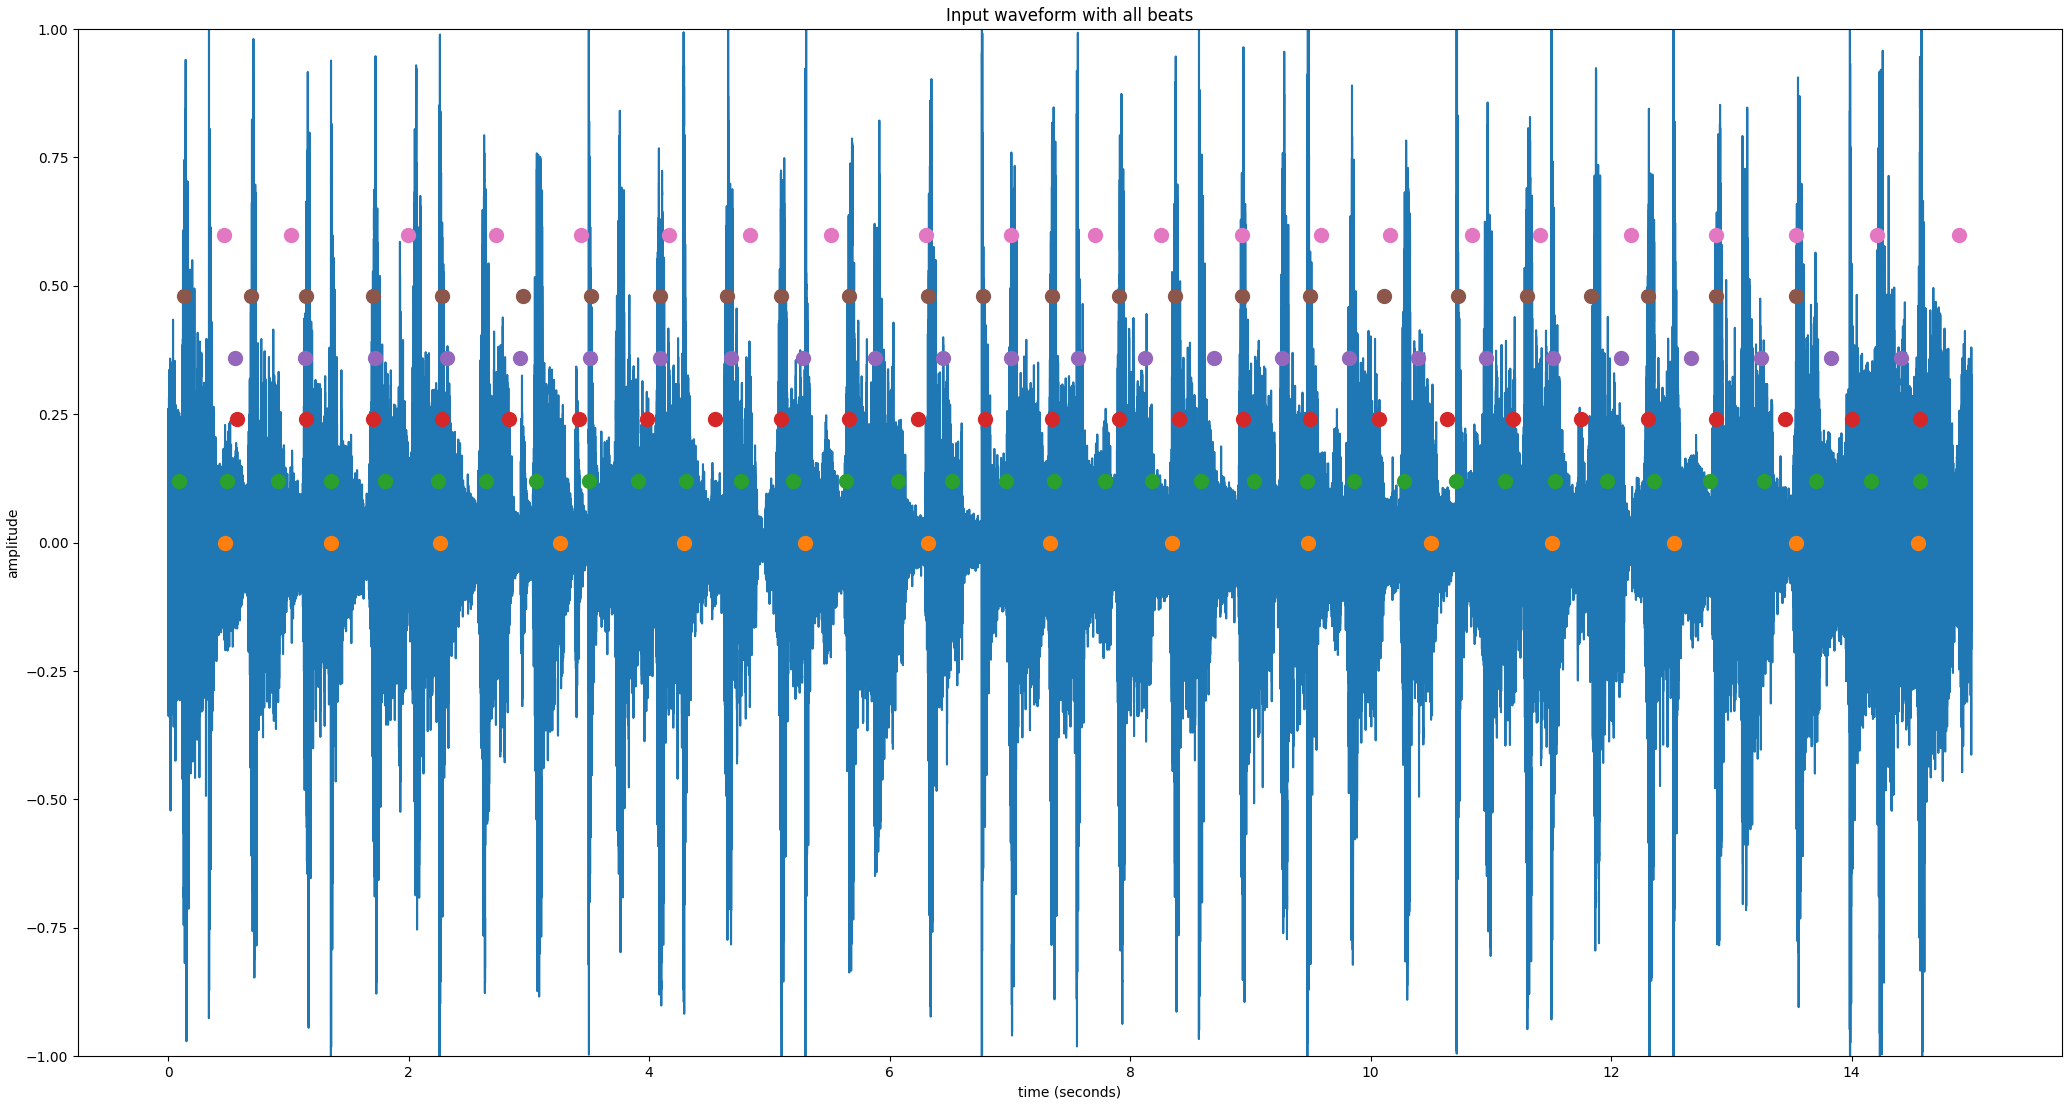 Input waveform with all beats
1.00
0.75
0.50
0.25
0.00
−0.25
−0.50
−0.75
−1.00
amplitude
0 2 4 6 8 10 12 14
time (seconds)